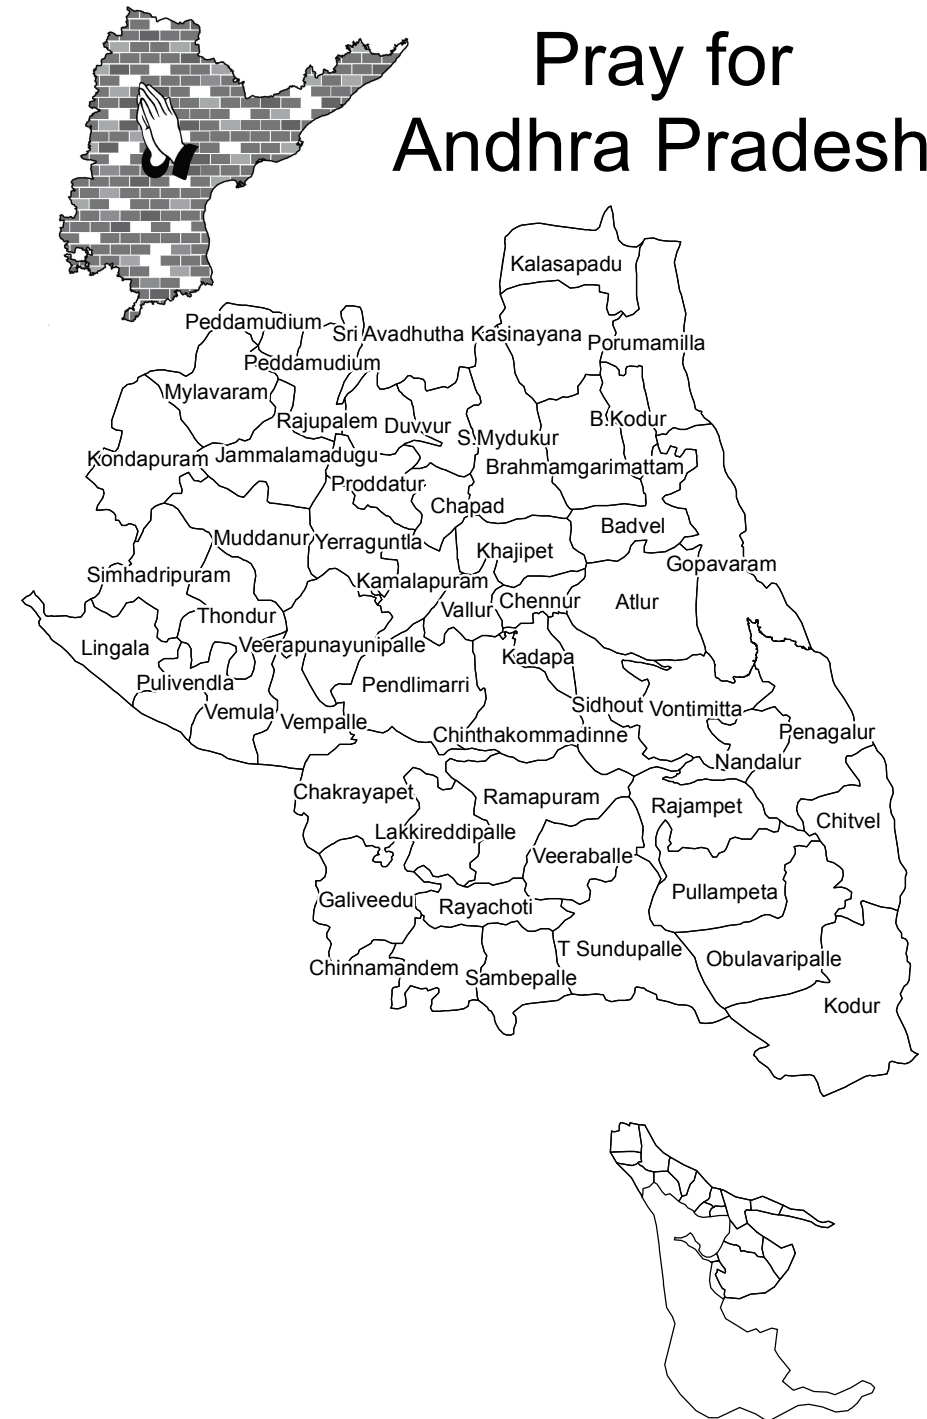 Pray for
Andhra Pradesh
Kalasapadu
Peddamudium
Sri Avadhutha Kasinayana
Porumamilla
Peddamudium
Mylavaram
Rajupalem
Duvvur
B.Kodur
S.Mydukur
Kondapuram
Jammalamadugu
Brahmamgarimattam
Proddatur
Chapad
Badvel
Muddanur
Yerraguntla
Khajipet
Gopavaram
Simhadripuram
Kamalapuram
Vallur
Chennur
Atlur
Thondur
Lingala
Veerapunayunipalle
Kadapa
Pulivendla
Pendlimarri
Sidhout
Vontimitta
Vemula
Vempalle
Chinthakommadinne
Penagalur
Nandalur
Chakrayapet
Ramapuram
Rajampet
Chitvel
Lakkireddipalle
Veeraballe
Galiveedu
Rayachoti
Pullampeta
T Sundupalle
Obulavaripalle
Chinnamandem
Sambepalle
Kodur